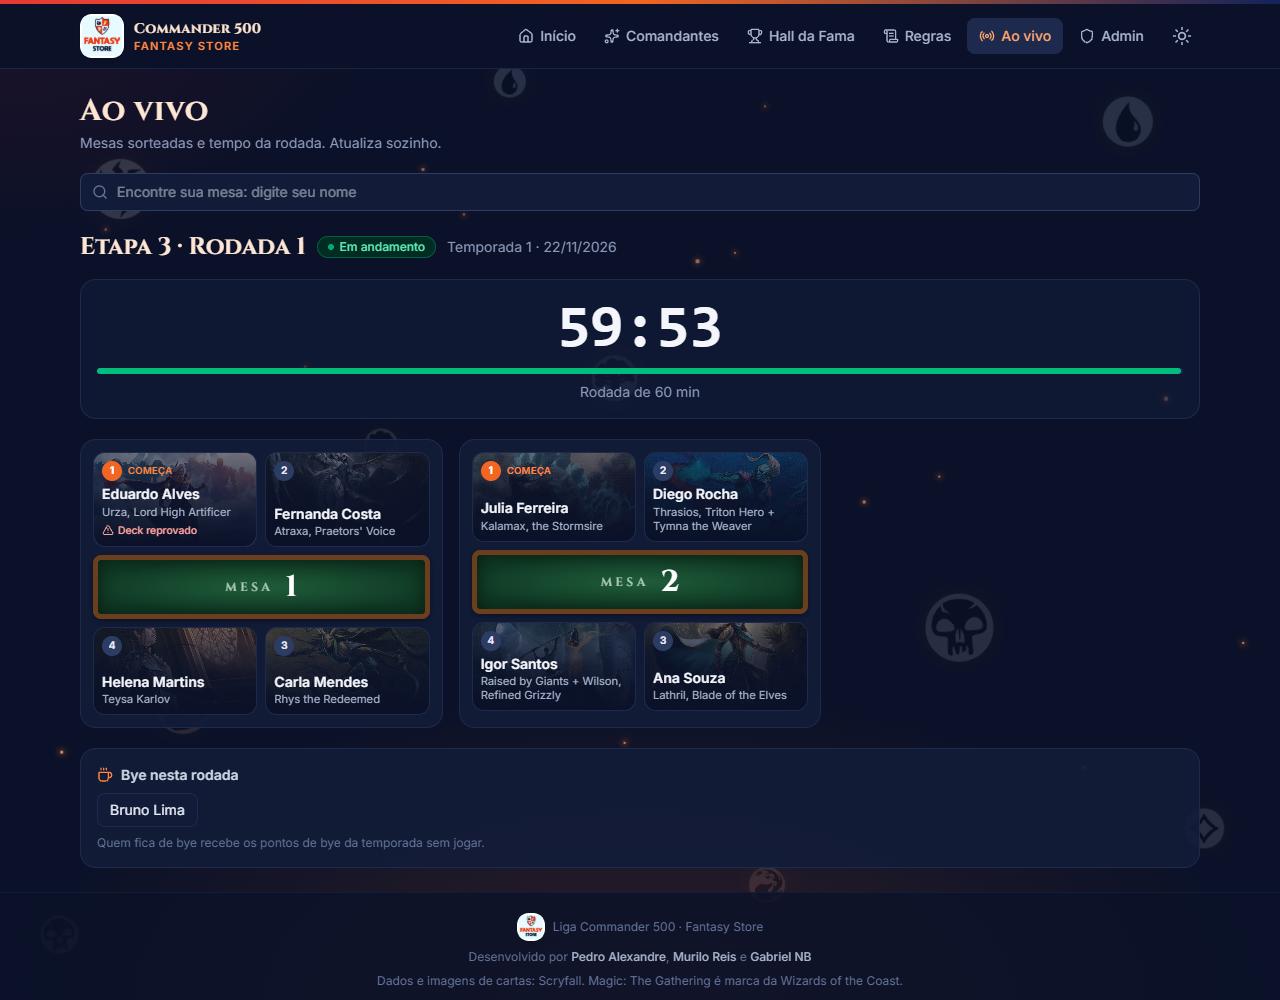 FANTASY
STORE
Commander 500
FANTASY STORE
Início
Comandantes
Hall da Fama
Regras
Ao vivo
Admin
Ao vivo
Mesas sorteadas e tempo da rodada. Atualiza sozinho.
Encontre sua mesa: digite seu nome
Etapa 3 · Rodada 1
Em andamento
Temporada 1 · 22/11/2026
59:53
Rodada de 60 min
1 COMEÇA
Eduardo Alves
Urza, Lord High Artificer
Deck reprovado
2
Fernanda Costa
Atraxa, Praetors' Voice
MESA 1
4
Helena Martins
Teysa Karlov
3
Carla Mendes
Rhys the Redeemed
1 COMEÇA
Julia Ferreira
Kalamax, the Stormsire
2
Diego Rocha
Thrasios, Triton Hero +
Tymna the Weaver
MESA 2
4
Igor Santos
Raised by Giants + Wilson,
Refined Grizzly
3
Ana Souza
Lathril, Blade of the Elves
Bye nesta rodada
Bruno Lima
Quem fica de bye recebe os pontos de bye da temporada sem jogar.
FANTASY
STORE
Liga Commander 500 · Fantasy Store
Desenvolvido por Pedro Alexandre, Murilo Reis e Gabriel NB
Dados e imagens de cartas: Scryfall. Magic: The Gathering é marca da Wizards of the Coast.